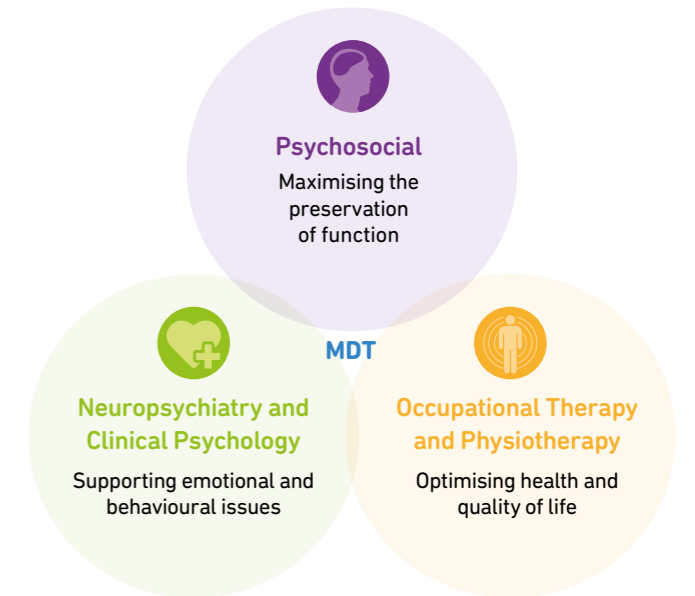 Psychosocial
Maximising the
preservation
of function
MDT
Neuropsychiatry and
Clinical Psychology
Supporting emotional and
behavioural issues
Occupational Therapy
and Physiotherapy
Optimising health and
quality of life